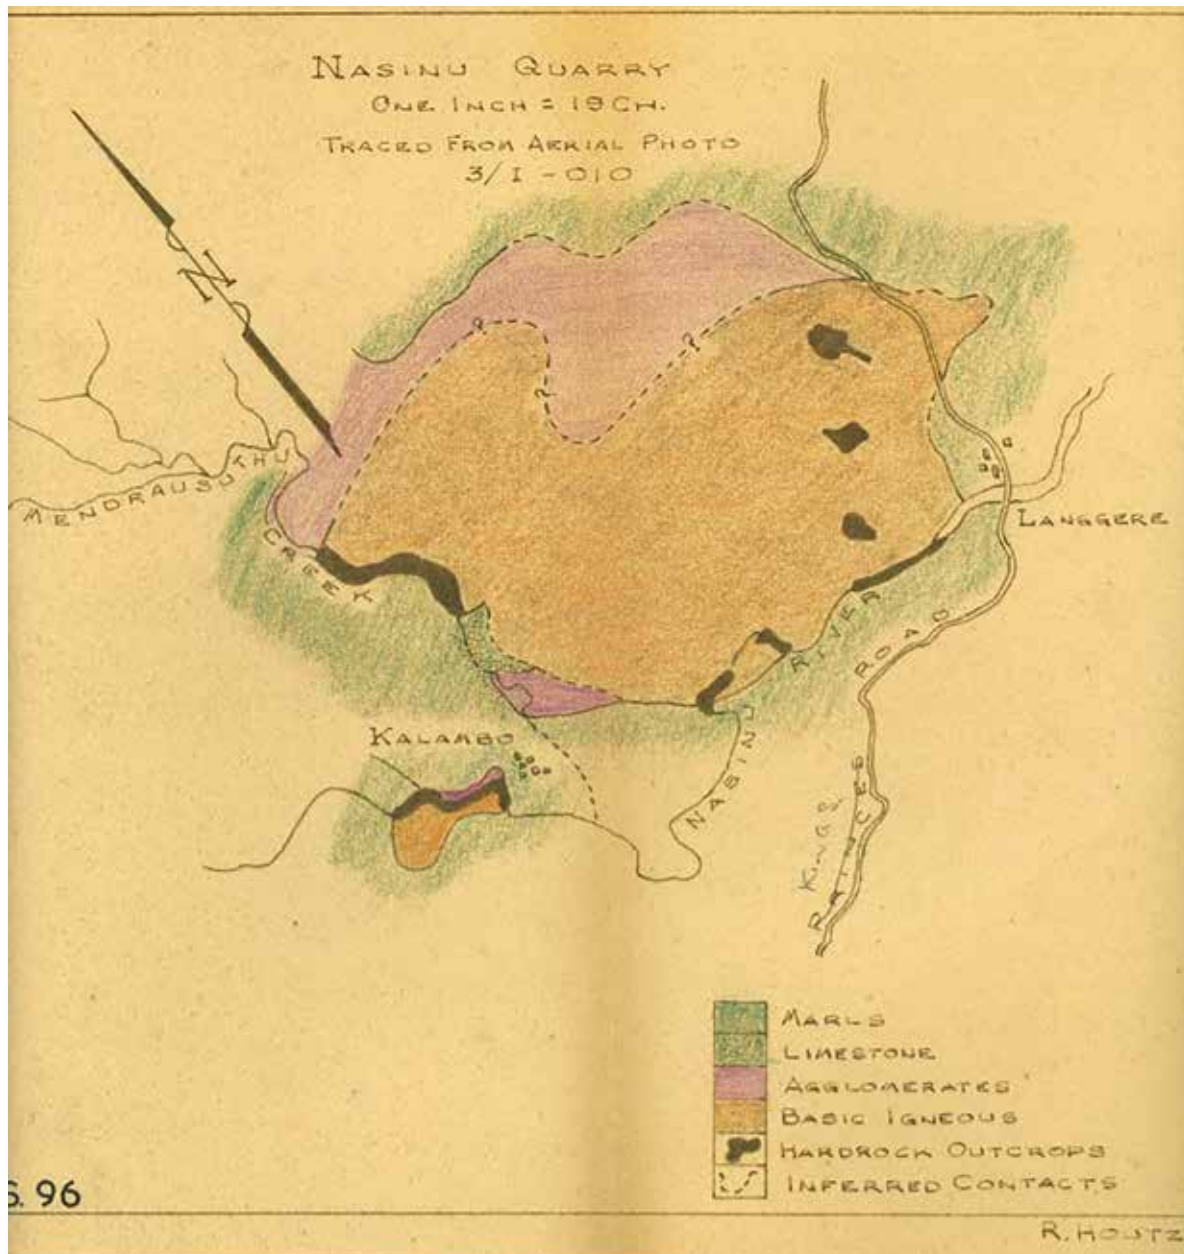 NASINU QUARRY
ONE INCH = 19 CH.
TRACED FROM AERIAL PHOTO
3/1 - 010
N
?
?
?
MENDRAUSUTHU
CREEK
LANGGERE
RIVER
NASINU
ROAD
KINGS
PRINCES
KALAMBO
MARLS
LIMESTONE
AGGLOMERATES
BASIC IGNEOUS
HARDROCK OUTCROPS
INFERRED CONTACTS
S. 96
R. HOUTZ